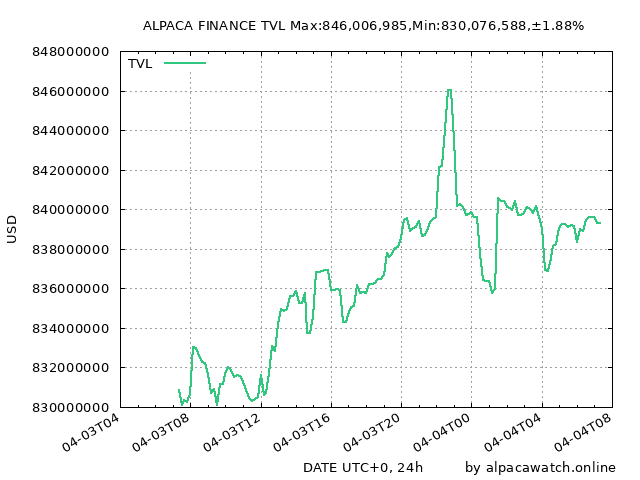 ALPACA FINANCE TVL Max:846,006,985,Min:830,076,588,±1.88%
848000000
846000000
844000000
842000000
840000000
838000000
836000000
834000000
832000000
830000000
USD
TVL
04-03T04
04-03T08
04-03T12
04-03T16
04-03T20
04-04T00
04-04T04
04-04T08
DATE UTC+0, 24h
by alpacawatch.online